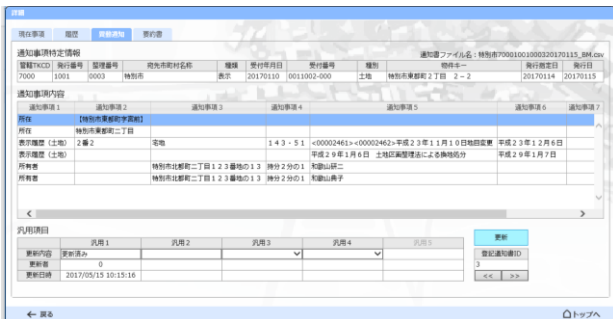 詳細
現在事項 履歴 異動通知 要約書
通知事項特定情報 通知書ファイル名：特別市70001001000320170115_BM.csv
管轄TKCD 発行番号 整理番号 宛先市町村名称 種類 受付年月日 受付番号 種別 物件キー 発行指定日 発行日
7000 1001 0003 特別市 表示 20170110 0011002-000 土地 特別市東都町２丁目 ２－２ 20170114 20170115
通知事項内容
通知事項１ 通知事項２ 通知事項３ 通知事項４ 通知事項５ 通知事項６ 通知事項７
所在 【特別市東都町字宮前】
所在 特別市東都町二丁目
表示履歴（土地） ２番２ 宅地 １４３・５１ <00002461><00002462>平成２３年１１月１０日地目変更 平成２３年１２月６日
表示履歴（土地） 平成２９年１月６日 土地区画整理法による換地処分 平成２９年１月７日
所有者 特別市北都町二丁目１２３番地の１３ 持分２分の１ 和歌山研二
所有者 特別市北都町二丁目１２３番地の１３ 持分２分の１ 和歌山典子
汎用項目
汎用１ 汎用２ 汎用３ 汎用４ 汎用５ 更新
更新内容 更新済み 登記通知書ID
更新者 0 3
更新日時 2017/05/15 10:15:16 << >>
← 戻る トップへ